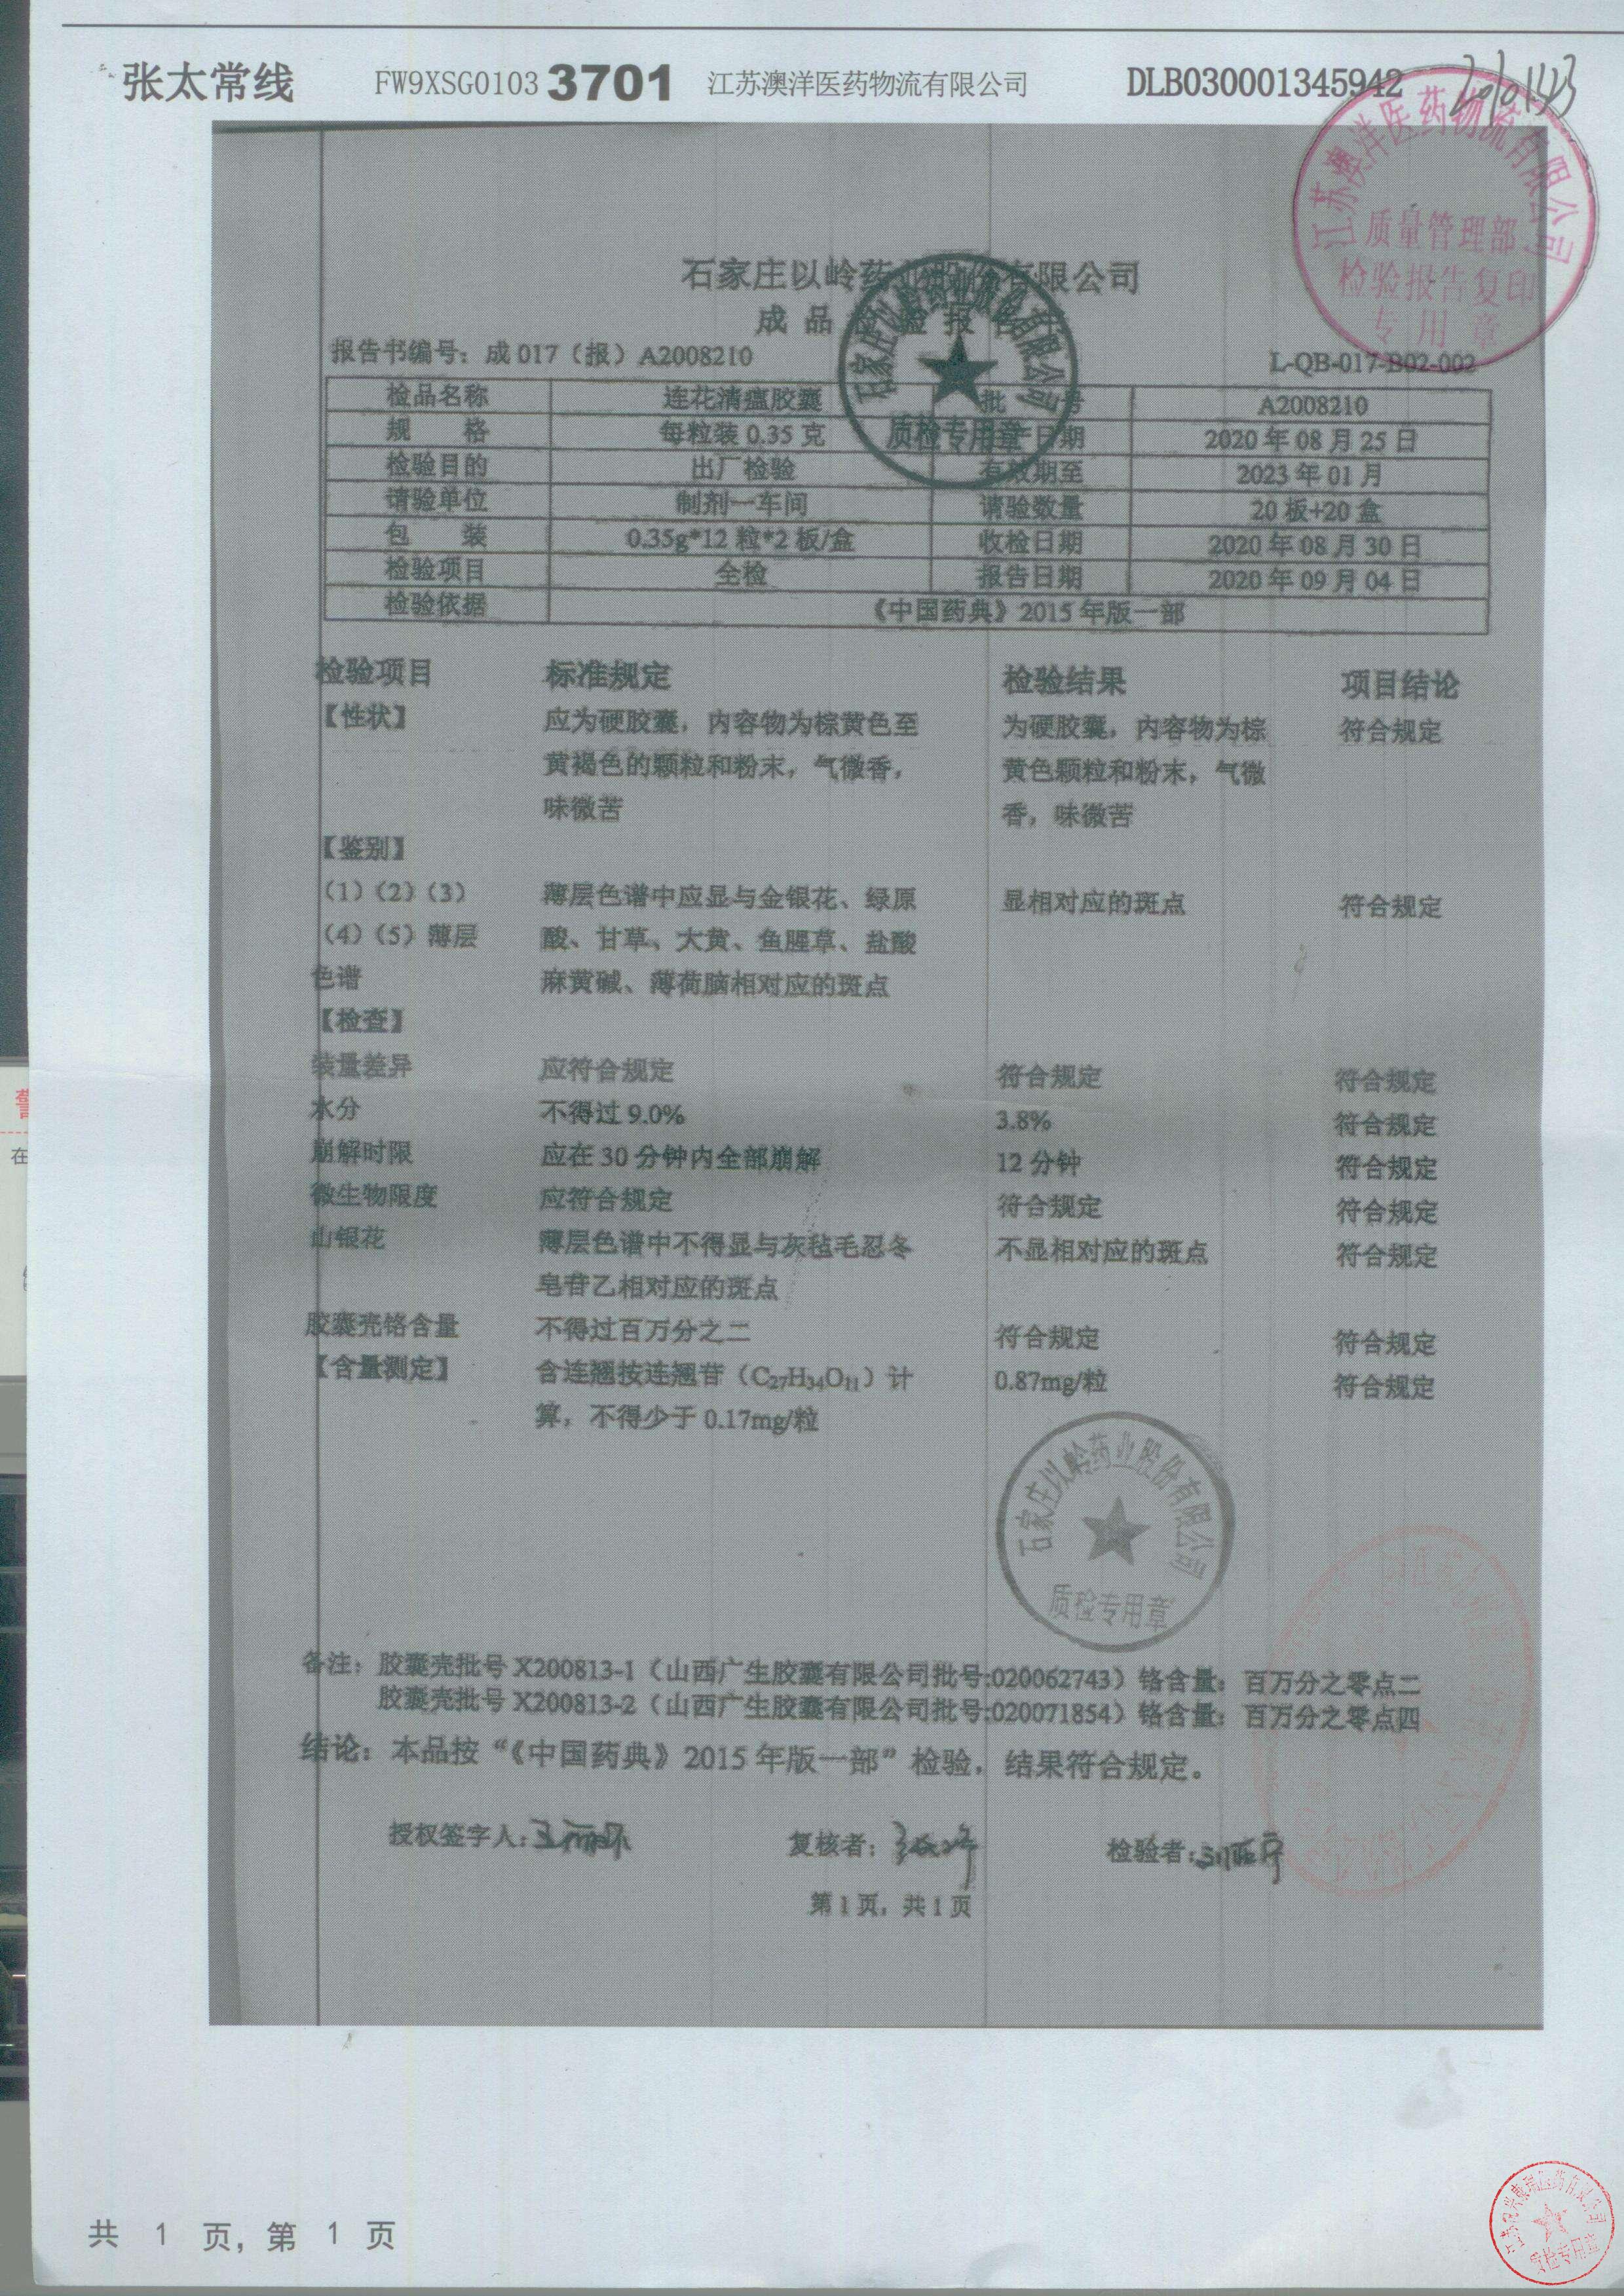 张太常线 FW9XSG0103 3701 江苏澳洋医药物流有限公司 DLB030001345942
江苏澳洋医药物流有限公司
质量管理部
检验报告复印
专用章
石家庄以岭药业股份有限公司
成品检验报告书
石家庄以岭药业股份有限公司
质检专用章
报告书编号：成017（报）A2008210 L-QB-017-B02-002
检品名称 连花清瘟胶囊 批 号 A2008210
规 格 每粒装 0.35 克 生产日期 2020 年 08 月 25 日
检验目的 出厂检验 有效期至 2023 年 01 月
请验单位 制剂一车间 请验数量 20 板+20 盒
包 装 0.35g*12 粒*2 板/盒 收检日期 2020 年 08 月 30 日
检验项目 全检 报告日期 2020 年 09 月 04 日
检验依据 《中国药典》2015 年版一部
检验项目 标准规定 检验结果 项目结论
【性状】 应为硬胶囊，内容物为棕黄色至 为硬胶囊，内容物为棕 符合规定
黄褐色的颗粒和粉末，气微香， 黄色颗粒和粉末，气微
味微苦 香，味微苦
【鉴别】
（1）（2）（3） 薄层色谱中应显与金银花、绿原 显相对应的斑点 符合规定
（4）（5）薄层 酸、甘草、大黄、鱼腥草、盐酸
色谱 麻黄碱、薄荷脑相对应的斑点
【检查】
装量差异 应符合规定 符合规定 符合规定
水分 不得过 9.0% 3.8% 符合规定
崩解时限 应在 30 分钟内全部崩解 12 分钟 符合规定
微生物限度 应符合规定 符合规定 符合规定
山银花 薄层色谱中不得显与灰毡毛忍冬 不显相对应的斑点 符合规定
皂苷乙相对应的斑点
胶囊壳铬含量 不得过百万分之二 符合规定 符合规定
【含量测定】 含连翘按连翘苷（C27H34O11）计 0.87mg/粒 符合规定
算，不得少于 0.17mg/粒
石家庄以岭药业股份有限公司
质检专用章
备注：胶囊壳批号 X200813-1（山西广生胶囊有限公司批号:020062743）铬含量：百万分之零点二
胶囊壳批号 X200813-2（山西广生胶囊有限公司批号:020071854）铬含量：百万分之零点四
结论：本品按“《中国药典》2015 年版一部”检验，结果符合规定。
授权签字人： 复核者： 检验者：
第 1 页，共 1 页
共 1 页，第 1 页